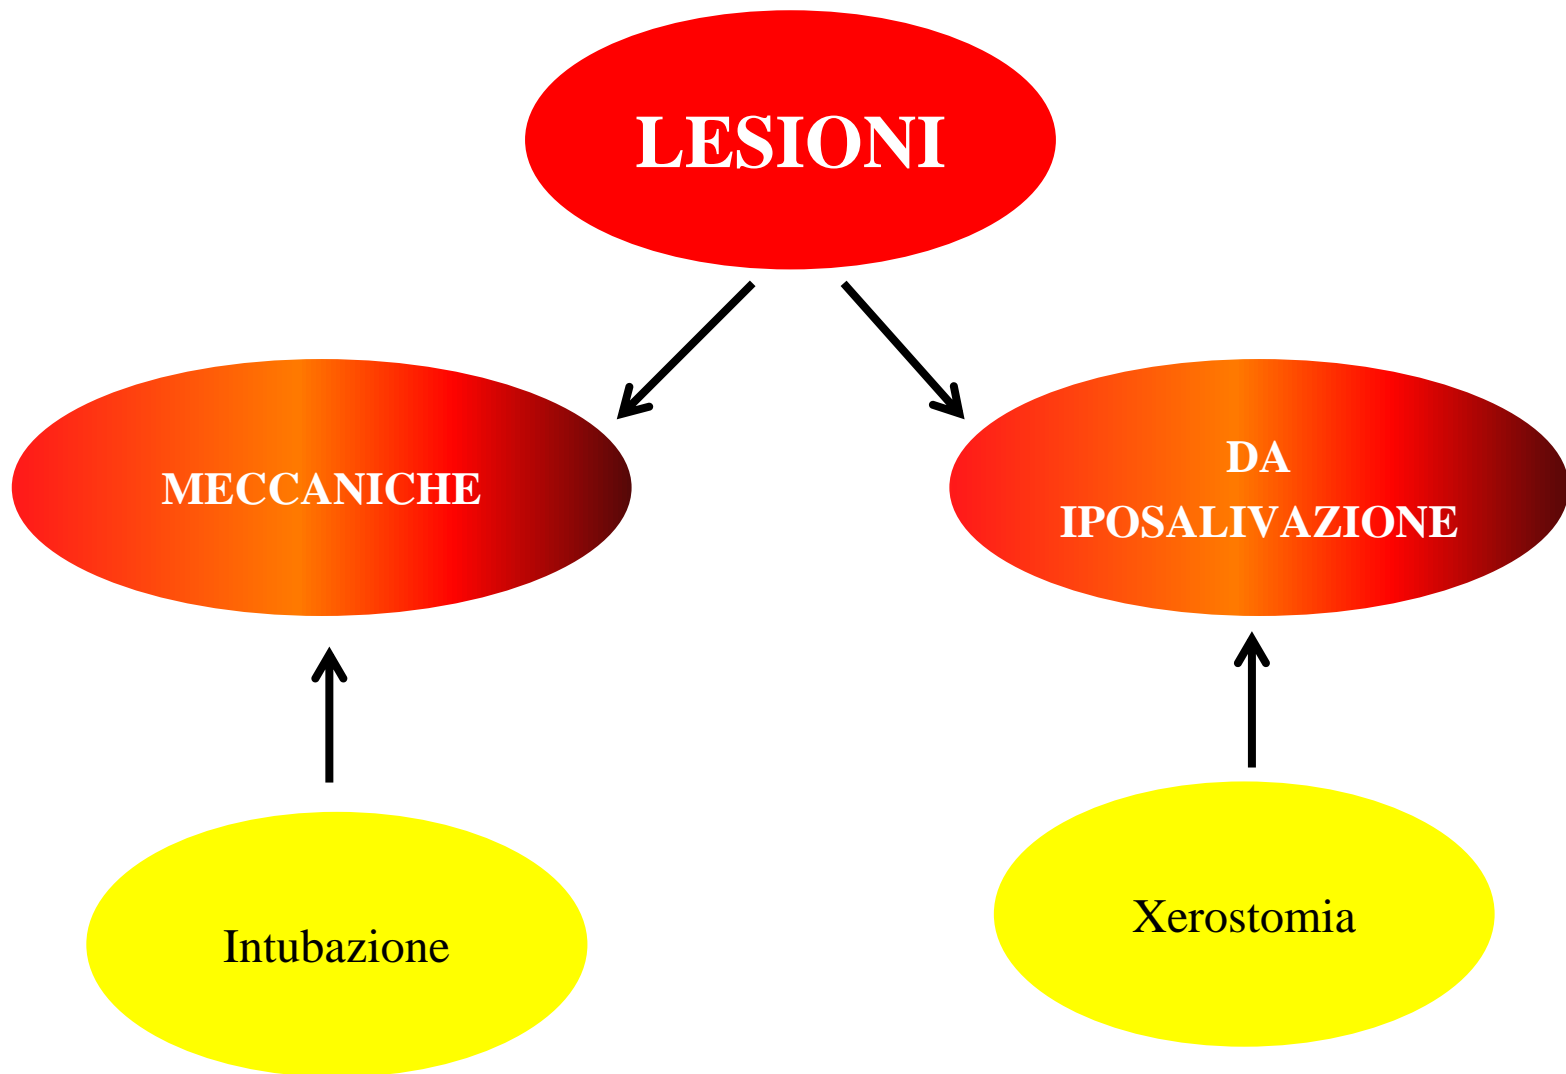 LESIONI
MECCANICHE
DA
IPOSALIVAZIONE
Intubazione
Xerostomia